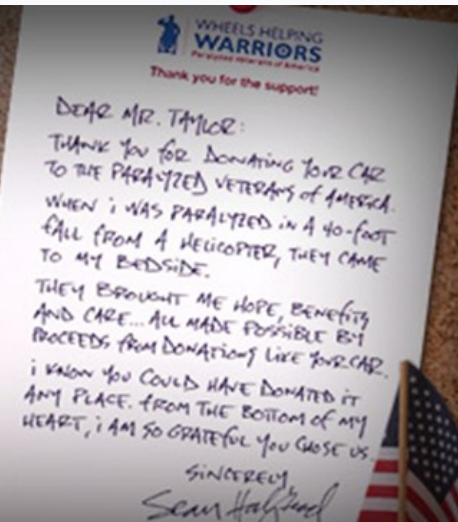 WHEELS HELPING
WARRIORS
Paralyzed Veterans of America
Thank you for the support!
DEAR MR. TAYLOR:
THANK YOU FOR DONATING YOUR CAR
TO THE PARALYZED VETERANS of AMERICA.
WHEN i WAS PARALYZED IN A 40-FOOT
FALL FROM A HELICOPTER, THEY CAME
TO MY BEDSIDE.
THEY BROUGHT ME HOPE, BENEFITS
AND CARE... ALL MADE POSSIBLE BY
PROCEEDS FROM DONATIONS LIKE YOUR CAR.
i KNOW YOU COULD HAVE DONATED IT
ANY PLACE. FROM THE BOTTOM OF MY
HEART, i AM SO GRATEFUL YOU CHOSE US.
SINCERELY,
Sean